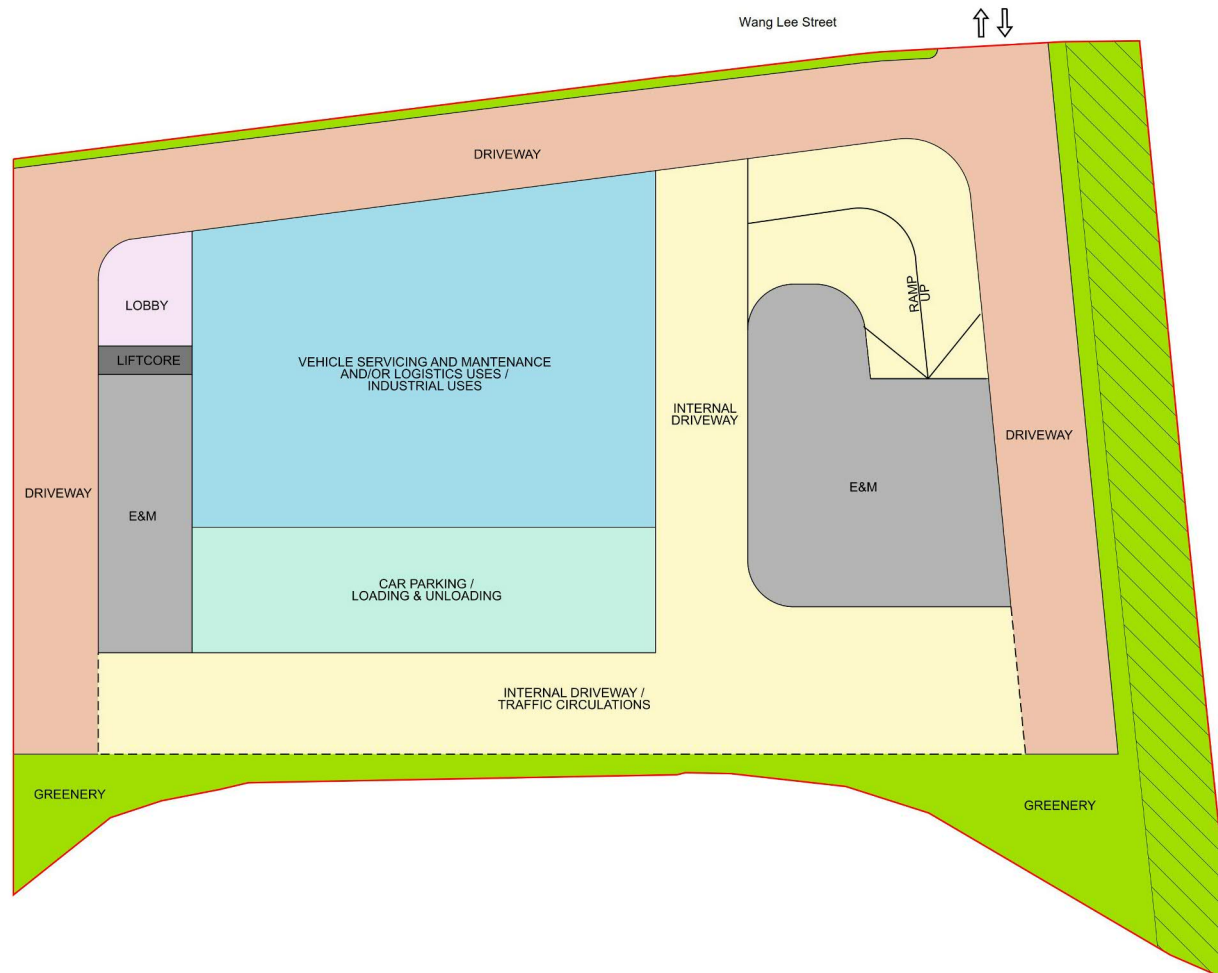 Wang Lee Street
DRIVEWAY
LOBBY
LIFTCORE
VEHICLE SERVICING AND MANTENANCE
AND/OR LOGISTICS USES /
INDUSTRIAL USES
RAMP
UP
INTERNAL
DRIVEWAY
DRIVEWAY
E&M
DRIVEWAY
E&M
CAR PARKING /
LOADING & UNLOADING
INTERNAL DRIVEWAY /
TRAFFIC CIRCULATIONS
GREENERY
GREENERY